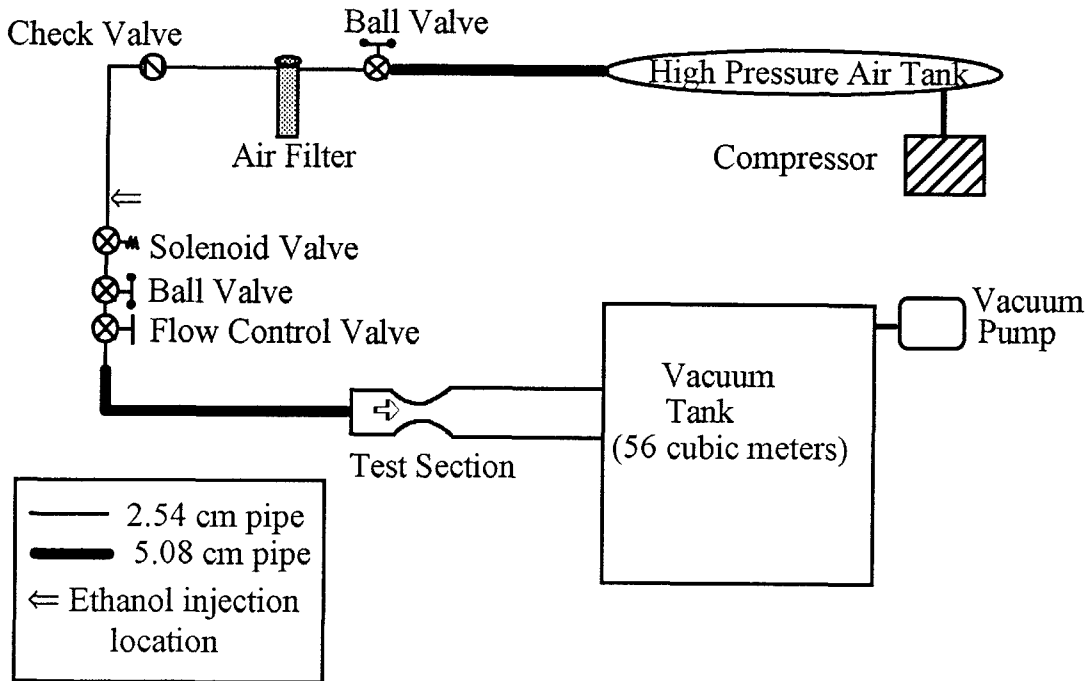 Ball Valve
Check Valve
High Pressure Air Tank
Air Filter
Compressor
Solenoid Valve
Ball Valve
Flow Control Valve
Vacuum
Pump
Vacuum
Tank
(56 cubic meters)
Test Section
2.54 cm pipe
5.08 cm pipe
⇐ Ethanol injection
location